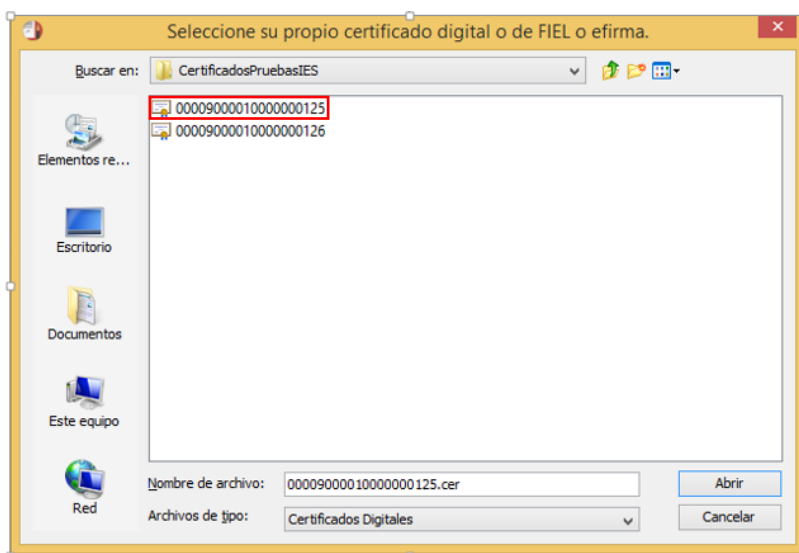 Seleccione su propio certificado digital o de FIEL o efirma.
Buscar en: CertificadosPruebasIES
00009000010000000125
00009000010000000126
Elementos re...
Escritorio
Documentos
Este equipo
Red
Nombre de archivo: 00009000010000000125.cer Abrir
Archivos de tipo: Certificados Digitales Cancelar